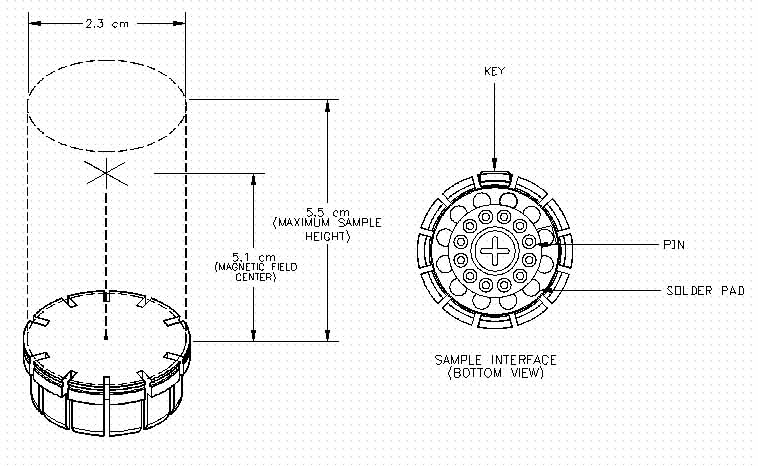 2.3 cm
KEY
5.5 cm
(MAXIMUM SAMPLE
HEIGHT)
5.1 cm
(MAGNETIC FIELD
CENTER)
PIN
SOLDER PAD
SAMPLE INTERFACE
(BOTTOM VIEW)